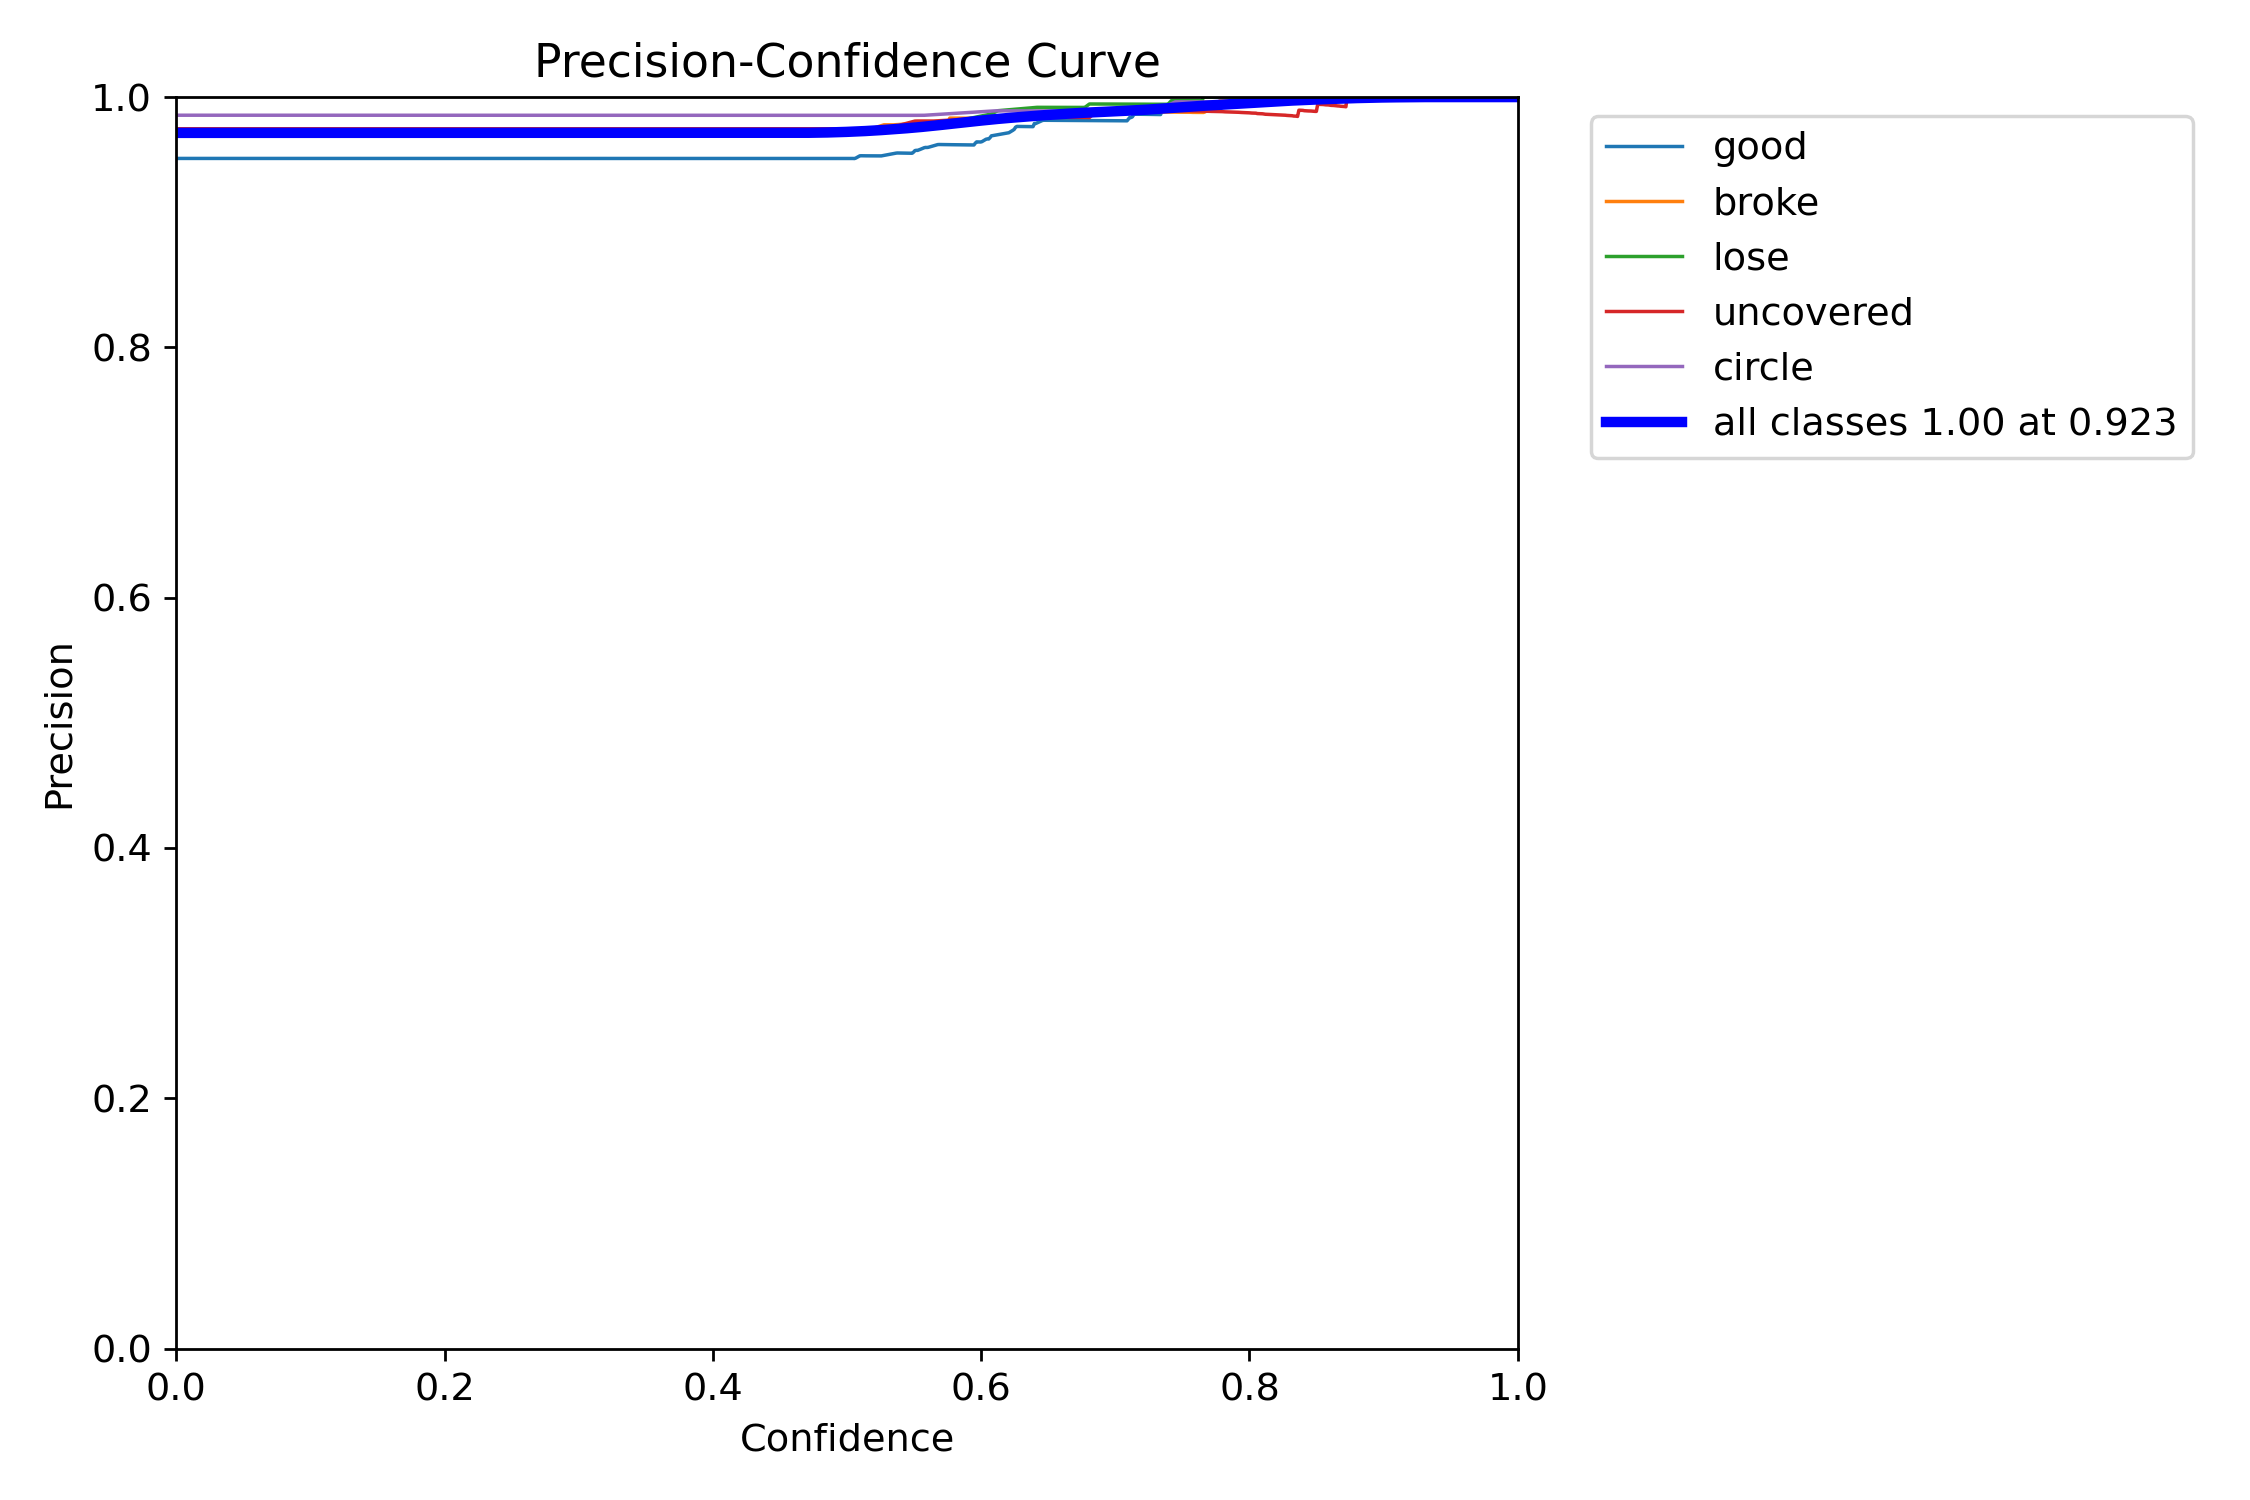 Precision-Confidence Curve
1.0
0.8
0.6
0.4
0.2
0.0
Precision
0.0 0.2 0.4 0.6 0.8 1.0
Confidence
good
broke
lose
uncovered
circle
all classes 1.00 at 0.923